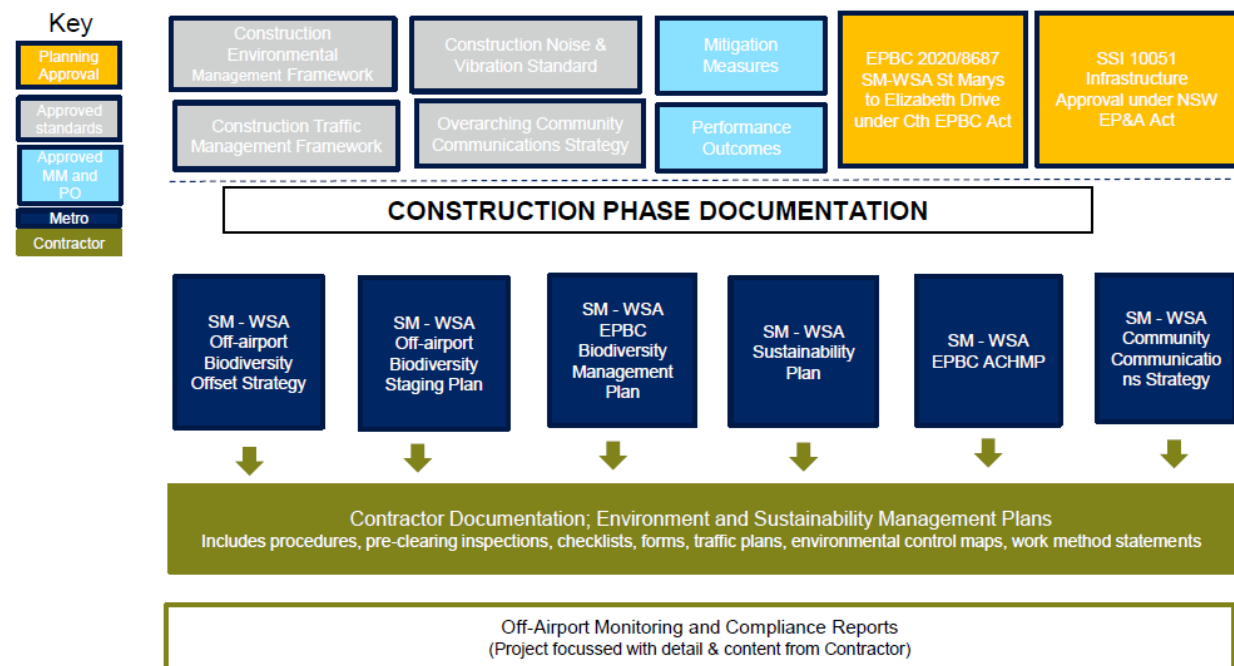 Key
Planning
Approval
Approved
standards
Approved
MM and
PO
Metro
Contractor
Construction
Environmental
Management Framework
Construction Noise &
Vibration Standard
Mitigation
Measures
EPBC 2020/8687
SM-WSA St Marys
to Elizabeth Drive
under Cth EPBC Act
SSI 10051
Infrastructure
Approval under NSW
EP&A Act
Construction Traffic
Management Framework
Overarching Community
Communications Strategy
Performance
Outcomes
CONSTRUCTION PHASE DOCUMENTATION
SM - WSA
Off-airport
Biodiversity
Offset Strategy
SM - WSA
Off-airport
Biodiversity
Staging Plan
SM - WSA
EPBC
Biodiversity
Management
Plan
SM - WSA
Sustainability
Plan
SM - WSA
EPBC ACHMP
SM - WSA
Community
Communicatio
ns Strategy
Contractor Documentation; Environment and Sustainability Management Plans
Includes procedures, pre-clearing inspections, checklists, forms, traffic plans, environmental control maps, work method statements
Off-Airport Monitoring and Compliance Reports
(Project focussed with detail & content from Contractor)